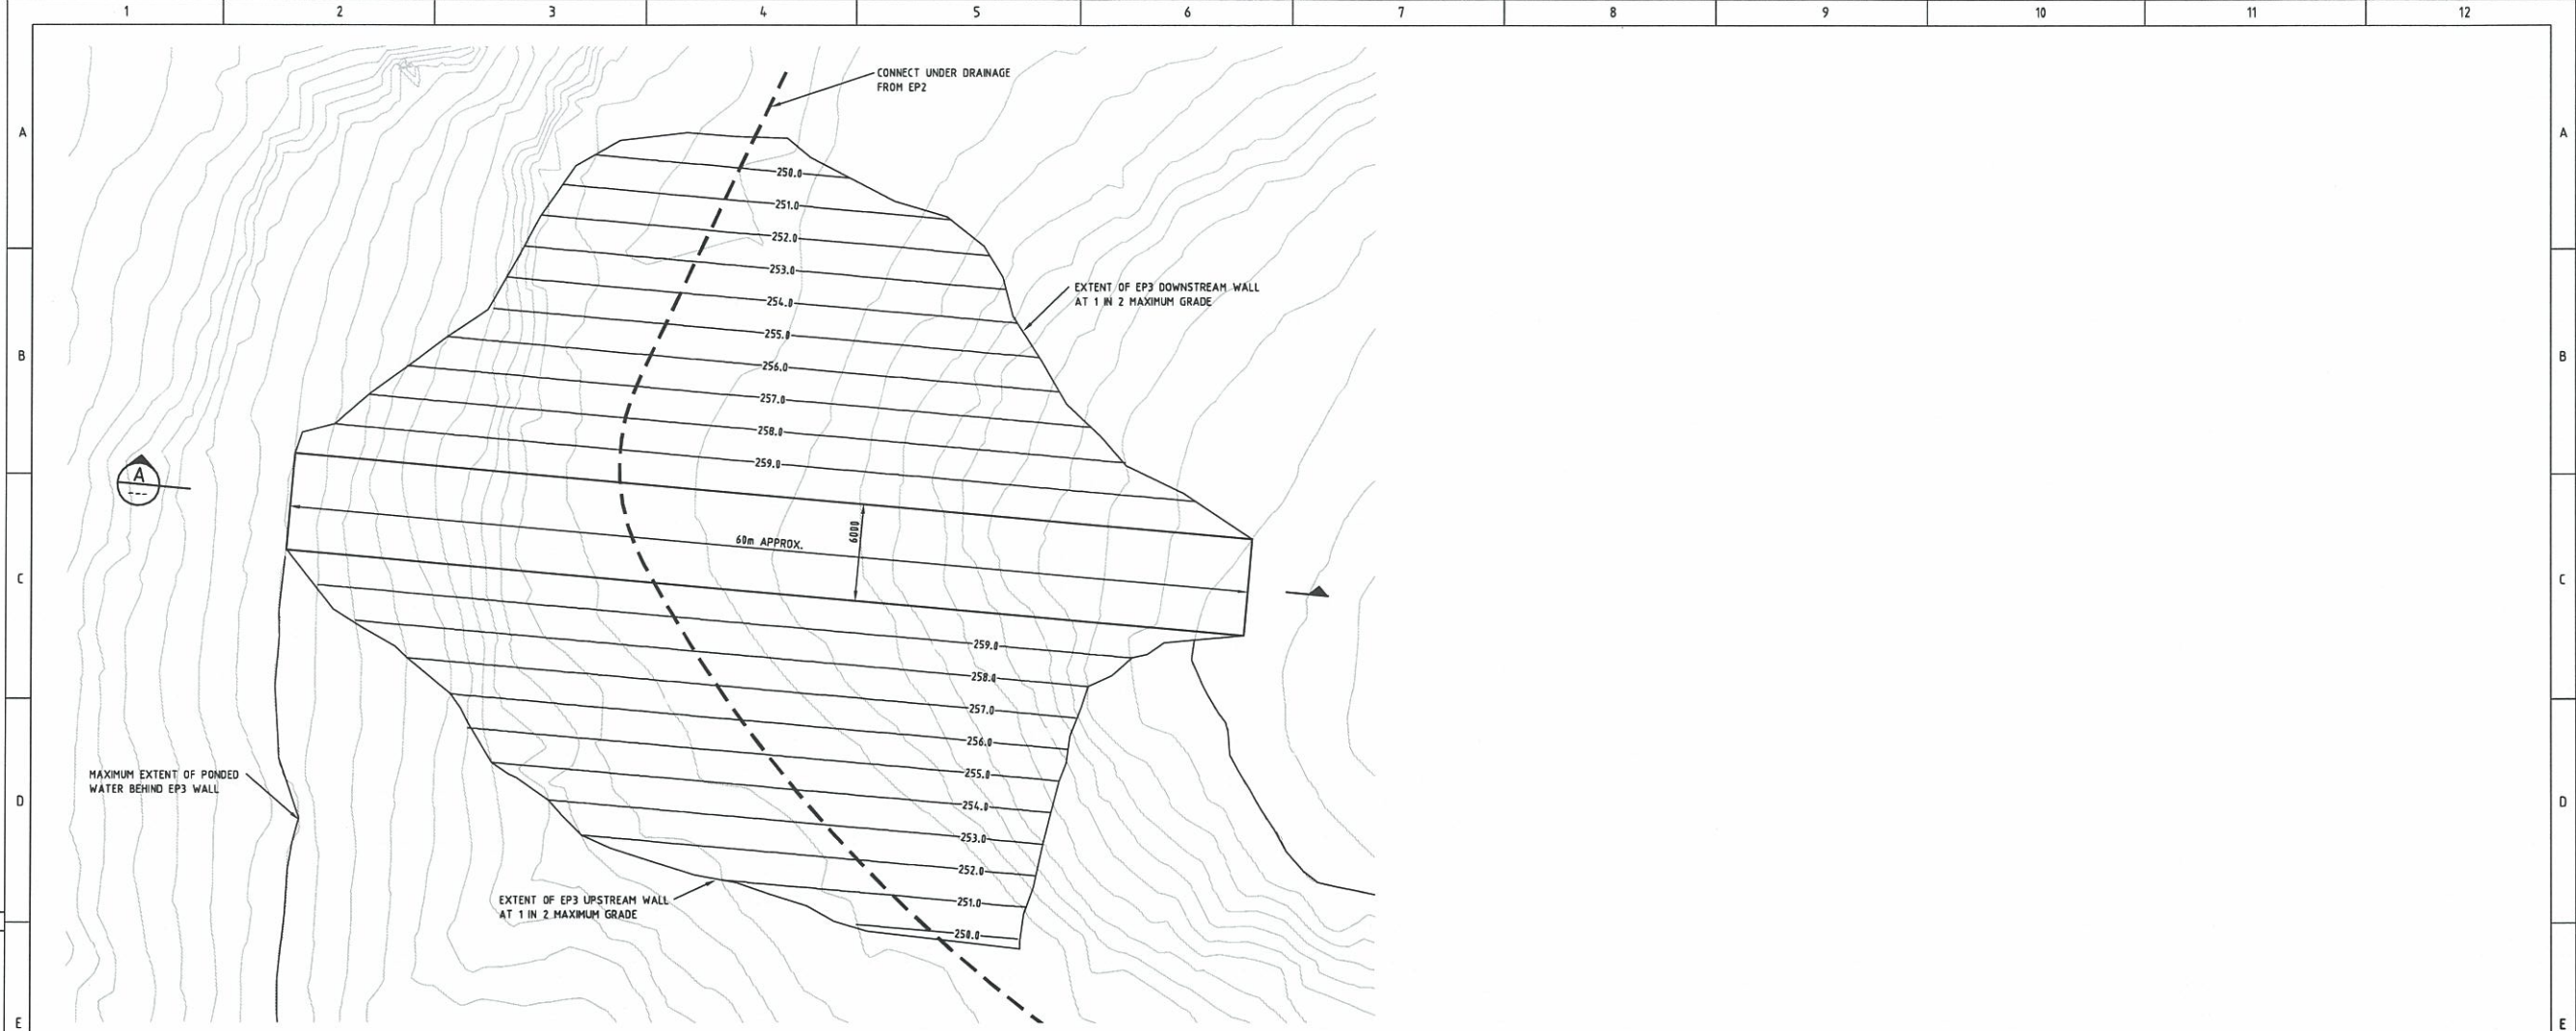 1 2 3 4 5 6 7 8 9 10 11 12
CONNECT UNDER DRAINAGE
FROM EP2
A A
250.0
251.0
252.0
253.0
EXTENT OF EP3 DOWNSTREAM WALL
AT 1 IN 2 MAXIMUM GRADE
254.0
255.0
B B
256.0
257.0
258.0
259.0
A
---
6000
60m APPROX.
C C
259.0
258.0
257.0
256.0
255.0
MAXIMUM EXTENT OF PONDED
WATER BEHIND EP3 WALL
D D
254.0
253.0
252.0
EXTENT OF EP3 UPSTREAM WALL
AT 1 IN 2 MAXIMUM GRADE
251.0
250.0
E E